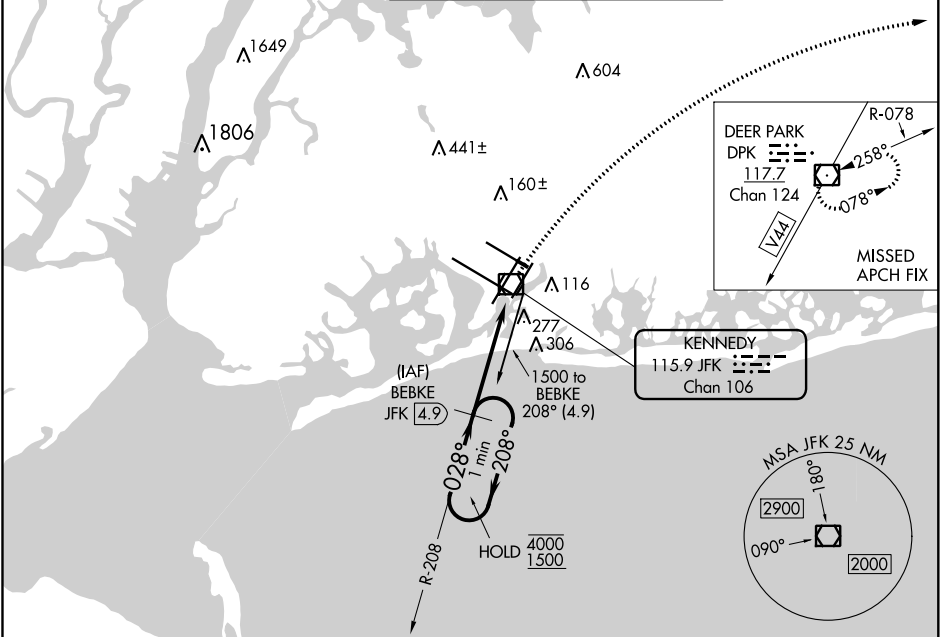 1649
604
1806
441±
160±
R-078
DEER PARK
DPK
117.7
Chan 124
258°
078°
V44
MISSED
APCH FIX
116
277
306
KENNEDY
115.9 JFK
Chan 106
(IAF)
BEBKE
JFK 4.9
1500 to
BEBKE
208° (4.9)
028°
1 min
208°
HOLD 4000
1500
R-208
MSA JFK 25 NM
180°
2900
090°
2000